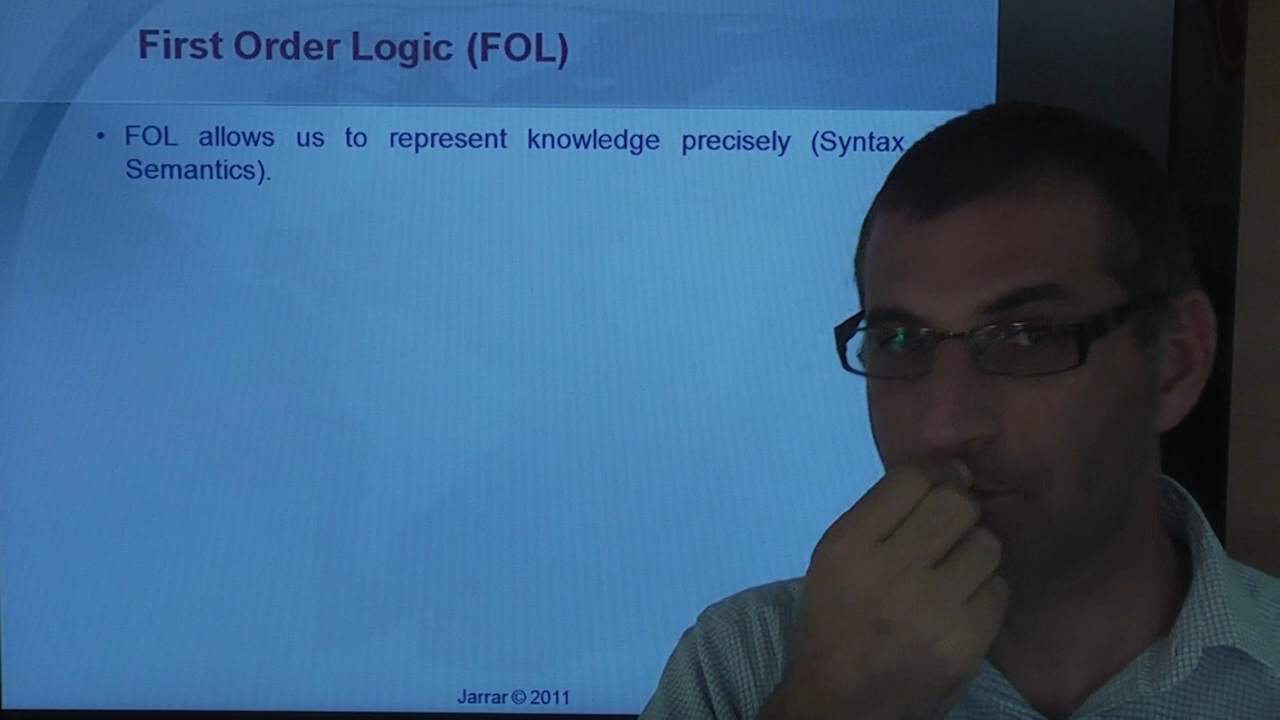 First Order Logic (FOL)
• FOL allows us to represent knowledge precisely (Syntax
Semantics).
Jarrar © 2011